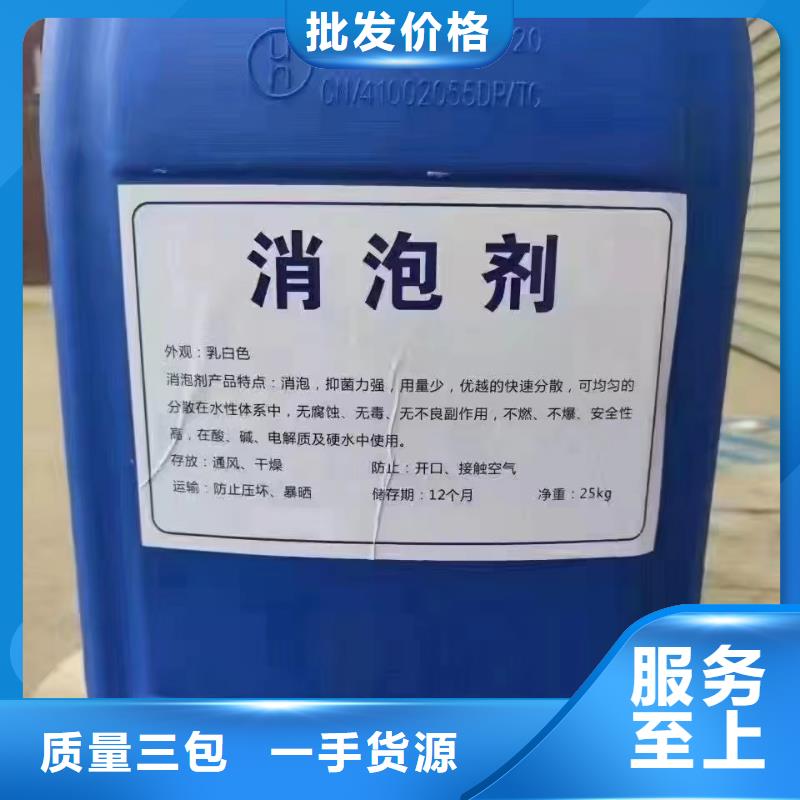 批发价格
20
CN/41002055DP/TC
消泡剂
外观：乳白色
消泡剂产品特点：消泡，抑菌力强，用量少，优越的快速分散，可均匀的
分散在水性体系中，无腐蚀、无毒、无不良副作用，不燃、不爆、安全性
高，在酸、碱、电解质及硬水中使用。
存放：通风、干燥 防止：开口、接触空气
运输：防止压坏、暴晒 储存期：12个月 净重：25kg
服务
至上
质量三包 一手货源